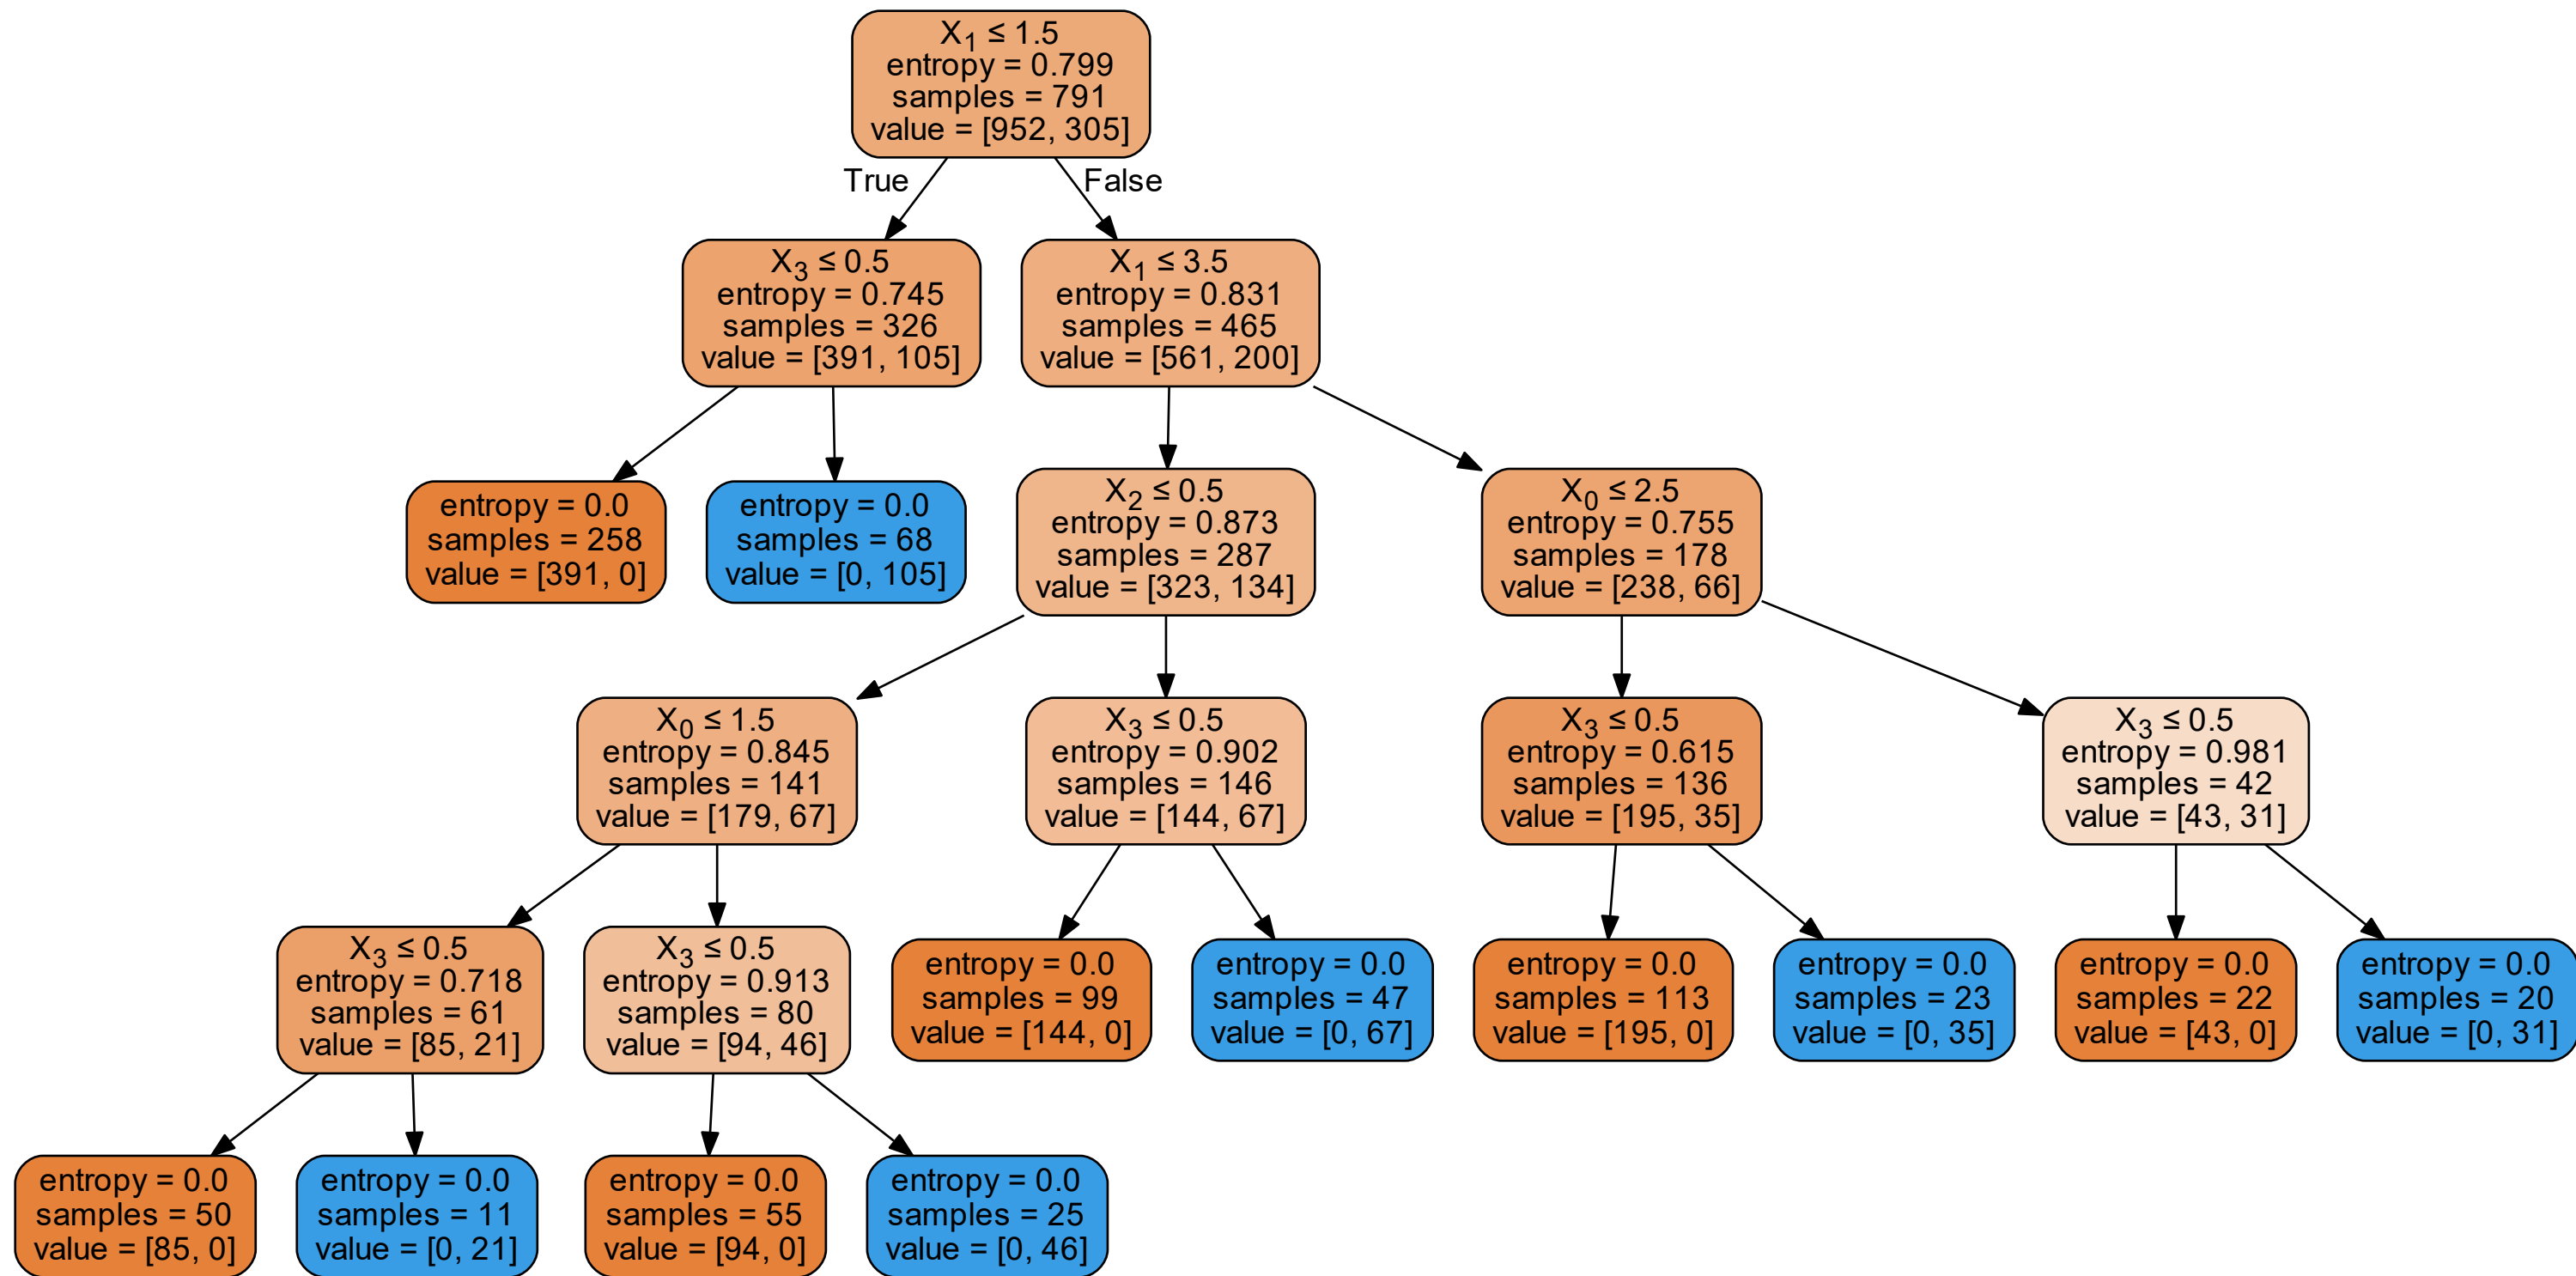 X₁ ≤ 1.5
entropy = 0.799
samples = 791
value = [952, 305]
True
False
X₃ ≤ 0.5
entropy = 0.745
samples = 326
value = [391, 105]
X₁ ≤ 3.5
entropy = 0.831
samples = 465
value = [561, 200]
entropy = 0.0
samples = 258
value = [391, 0]
entropy = 0.0
samples = 68
value = [0, 105]
X₂ ≤ 0.5
entropy = 0.873
samples = 287
value = [323, 134]
X₀ ≤ 2.5
entropy = 0.755
samples = 178
value = [238, 66]
X₀ ≤ 1.5
entropy = 0.845
samples = 141
value = [179, 67]
X₃ ≤ 0.5
entropy = 0.902
samples = 146
value = [144, 67]
X₃ ≤ 0.5
entropy = 0.615
samples = 136
value = [195, 35]
X₃ ≤ 0.5
entropy = 0.981
samples = 42
value = [43, 31]
X₃ ≤ 0.5
entropy = 0.718
samples = 61
value = [85, 21]
X₃ ≤ 0.5
entropy = 0.913
samples = 80
value = [94, 46]
entropy = 0.0
samples = 99
value = [144, 0]
entropy = 0.0
samples = 47
value = [0, 67]
entropy = 0.0
samples = 113
value = [195, 0]
entropy = 0.0
samples = 23
value = [0, 35]
entropy = 0.0
samples = 22
value = [43, 0]
entropy = 0.0
samples = 20
value = [0, 31]
entropy = 0.0
samples = 50
value = [85, 0]
entropy = 0.0
samples = 11
value = [0, 21]
entropy = 0.0
samples = 55
value = [94, 0]
entropy = 0.0
samples = 25
value = [0, 46]